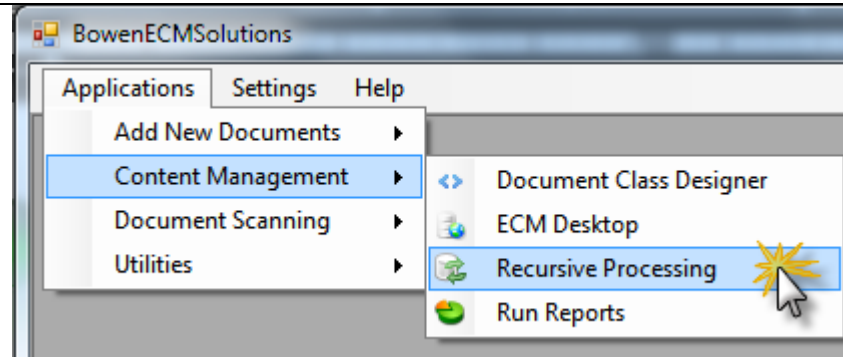 BowenECMSolutions
Applications Settings Help
Add New Documents
Content Management
Document Class Designer
Document Scanning
ECM Desktop
Utilities
Recursive Processing
Run Reports